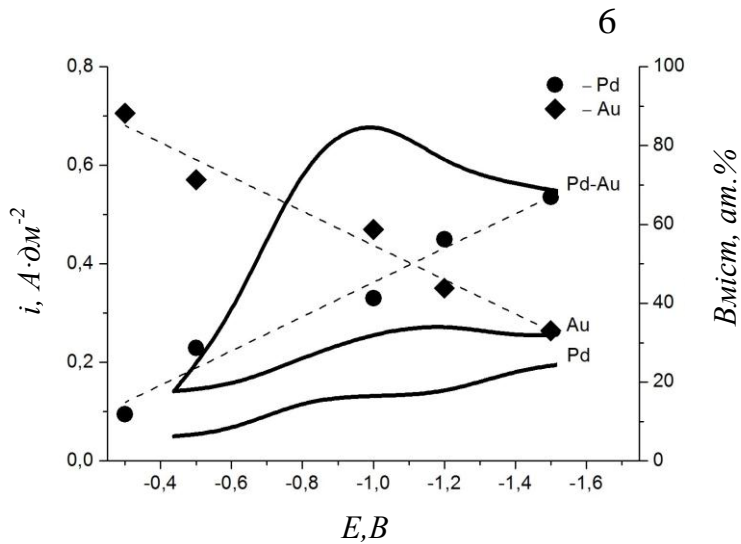 6
0,8
0,6
0,4
0,2
0,0
i, А·дм⁻²
100
80
60
40
20
0
Вміст, ат.%
– Pd
– Au
Pd-Au
Au
Pd
-0,4
-0,6
-0,8
-1,0
-1,2
-1,4
-1,6
E,B